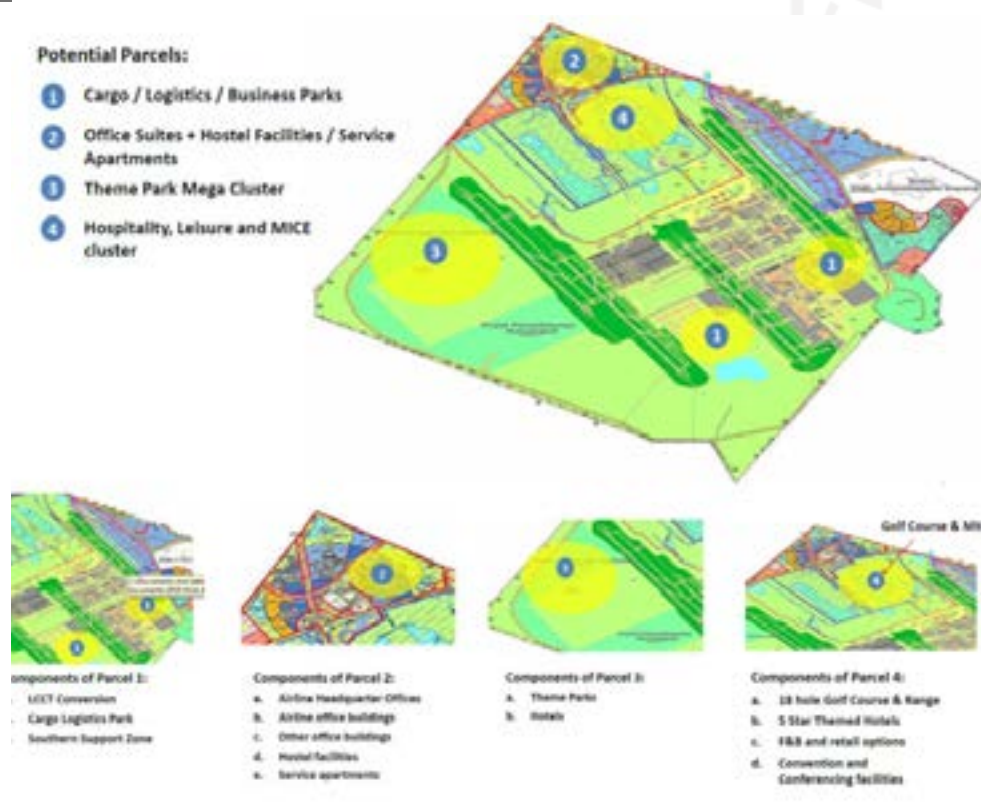 Potential Parcels:
1 Cargo / Logistics / Business Parks
2 Office Suites + Hostel Facilities / Service
Apartments
3 Theme Park Mega Cluster
4 Hospitality, Leisure and MICE
cluster
2
4
3
1
1
Golf Course & MI
1
1
2
3
4
omponents of Parcel 1:
LCCT Conversion
Cargo Logistics Park
Southern Support Zone
Components of Parcel 2:
a. Airline Headquarter Offices
b. Airline office buildings
c. Other office buildings
d. Hostel facilities
e. Service apartments
Components of Parcel 3:
a. Theme Parks
b. Hotels
Components of Parcel 4:
a. 18 hole Golf Course & Range
b. 5 Star Themed Hotels
c. F&B and retail options
d. Convention and
Conferencing facilities